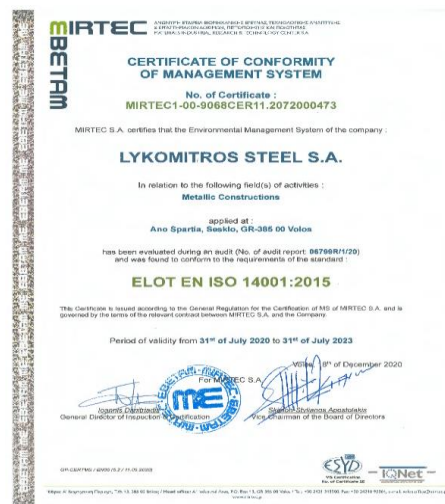 MIRTEC
EBETAM
CERTIFICATE OF CONFORMITY
OF MANAGEMENT SYSTEM
No. of Certificate :
MIRTEC1-00-9068CER11.2072000473
MIRTEC S.A. certifies that the Environmental Management System of the company :
LYKOMITROS STEEL S.A.
In relation to the following field(s) of activities :
Metallic Constructions
applied at :
Ano Spartia, Sesklo, GR-385 00 Volos
has been evaluated during an audit (No. of audit report: 06799R/1/20)
and was found to conform to the requirements of the standard :
ELOT EN ISO 14001:2015
This Certificate is issued according to the General Regulation for the Certification of MS of MIRTEC S.A. and is
governed by the terms of the relevant contract between MIRTEC S.A. and the Company.
Period of validity from 31st of July 2020 to 31st of July 2023
Volos, 8th of December 2020
For MIRTEC S.A.
General Director of Inspection & Certification
Vice Chairman of the Board of Directors
ESYD
IQNet